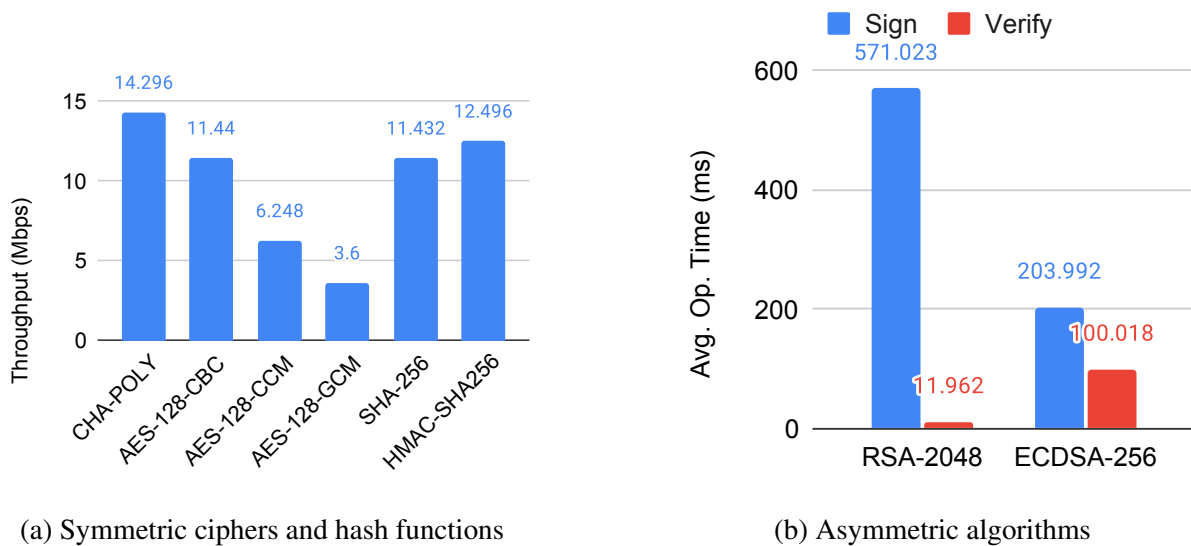 14.296
15
11.44
11.432
12.496
10
6.248
5
3.6
0
Throughput (Mbps)
CHA-POLY
AES-128-CBC
AES-128-CCM
AES-128-GCM
SHA-256
HMAC-SHA256
(a) Symmetric ciphers and hash functions
Sign Verify
571.023
600
400
203.992
200
100.018
11.962
0
Avg. Op. Time (ms)
RSA-2048 ECDSA-256
(b) Asymmetric algorithms